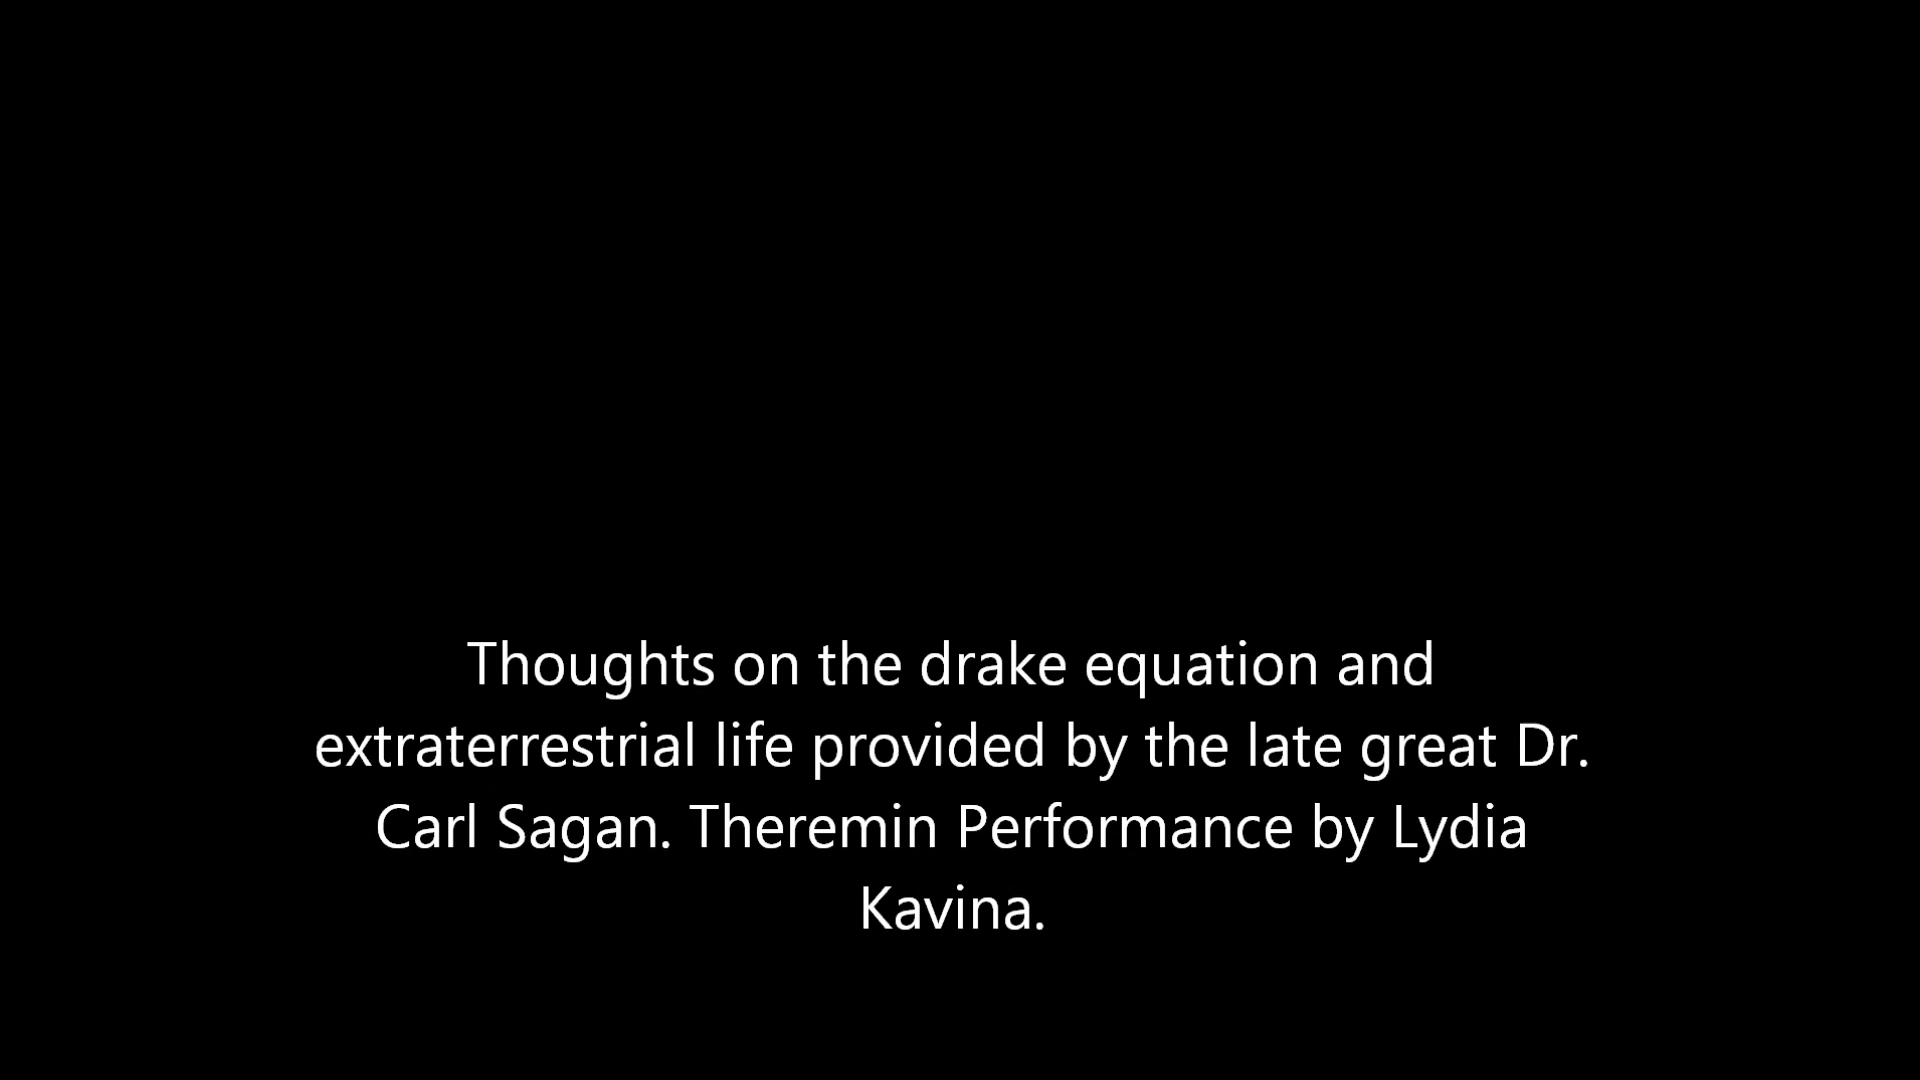 Thoughts on the drake equation and
extraterrestrial life provided by the late great Dr.
Carl Sagan. Theremin Performance by Lydia
Kavina.